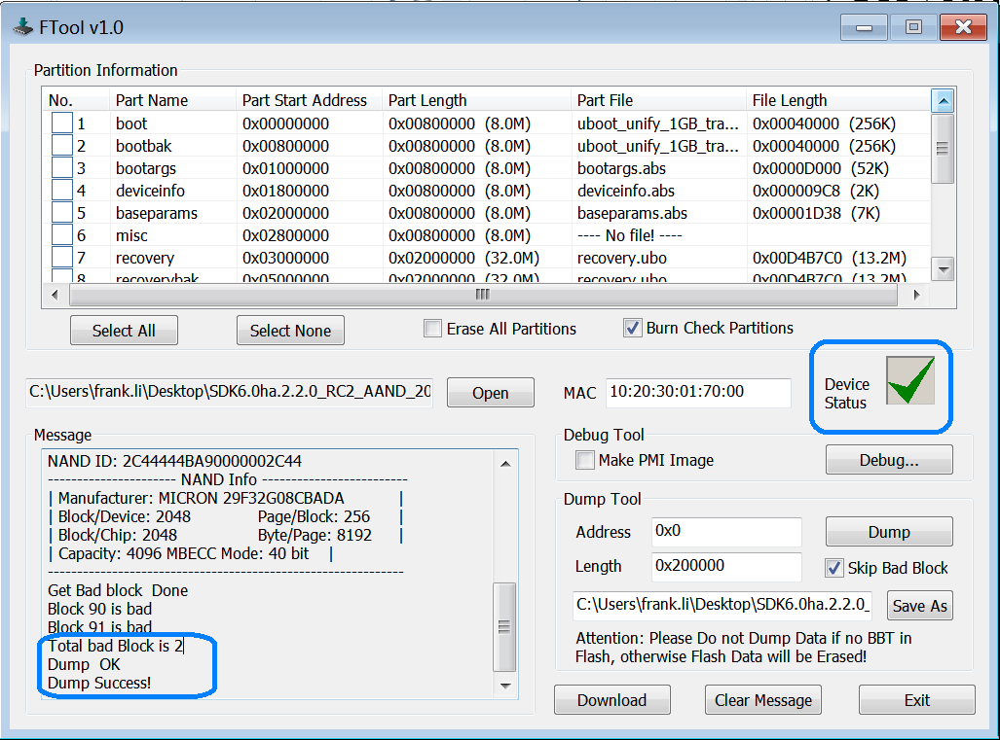 FTool v1.0
Partition Information
No. Part Name Part Start Address Part Length Part File File Length
1 boot 0x00000000 0x00800000 (8.0M) uboot_unify_1GB_tra... 0x00040000 (256K)
2 bootbak 0x00800000 0x00800000 (8.0M) uboot_unify_1GB_tra... 0x00040000 (256K)
3 bootargs 0x01000000 0x00800000 (8.0M) bootargs.abs 0x0000D000 (52K)
4 deviceinfo 0x01800000 0x00800000 (8.0M) deviceinfo.abs 0x000009C8 (2K)
5 baseparams 0x02000000 0x00800000 (8.0M) baseparams.abs 0x00001D38 (7K)
6 misc 0x02800000 0x00800000 (8.0M) ---- No file! ----
7 recovery 0x03000000 0x02000000 (32.0M) recovery.ubo 0x00D4B7C0 (13.2M)
8 recoverybak 0x05000000 0x02000000 (32.0M) recovery.ubo 0x00D4B7C0 (13.2M)
Select All Select None Erase All Partitions Burn Check Partitions
C:\Users\frank.li\Desktop\SDK6.0ha.2.2.0_RC2_AAND_20 Open MAC 10:20:30:01:70:00 Device Status
Message
NAND ID: 2C44444BA90000002C44
---------------------- NAND Info -------------------------
| Manufacturer: MICRON 29F32G08CBADA |
| Block/Device: 2048 Page/Block: 256 |
| Block/Chip: 2048 Byte/Page: 8192 |
| Capacity: 4096 MBECC Mode: 40 bit |
-------------------------------------------------------------
Get Bad block Done
Block 90 is bad
Block 91 is bad
Total bad Block is 2
Dump OK
Dump Success!
Debug Tool
Make PMI Image Debug...
Dump Tool
Address 0x0 Dump
Length 0x200000 Skip Bad Block
C:\Users\frank.li\Desktop\SDK6.0ha.2.2.0_ Save As
Attention: Please Do not Dump Data if no BBT in
Flash, otherwise Flash Data will be Erased!
Download Clear Message Exit